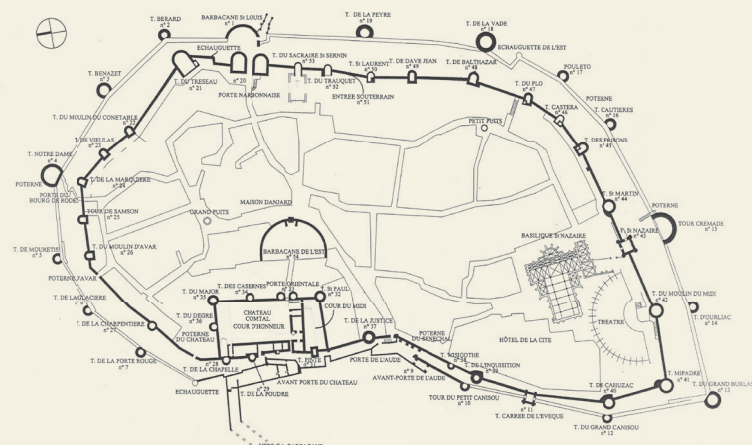 BARBACANE St LOUIS
n° 1
T. BERARD
n° 2
T. DE LA PEYRE
n° 19
T. DE LA VADE
n° 18
ECHAUGUETTE
ECHAUGUETTE DE L'EST
T. DU SACRAIRE St SERNIN
n° 53
T. St LAURENT
n° 50
T. DE DAVEJEAN
n° 49
T. DE BALTHAZAR
n° 48
POULETO
n° 17
T. BENAZET
n° 3
T. DU TRESEAU
n° 21
n° 20
PORTE NARBONNAISE
T. DU TRAUQUET
n° 52
ENTREE SOUTERRAIN
n° 51
T. DU PLO
n° 47
POTERNE
T. CASTERA
n° 46
T. CAUTIERES
n° 16
T. DU MOULIN DU CONETABLE
n° 22
PETIT PUITS
T. DES PRISONS
n° 45
T. DE VIEULAS
n° 23
T. NOTRE DAME
n° 4
POTERNE
T. DE LA MARQUIERE
n° 24
PORTE DU
BOURG DE RODEZ
MAISON DANJARD
T. St MARTIN
n° 44
POTERNE
TOUR DE SAMSON
n° 25
GRAND PUITS
TOUR CREMADE
n° 15
T. St NAZAIRE
n° 43
BASILIQUE St NAZAIRE
T. DE MOURETIS
n° 5
T. DU MOULIN D'AVAR
n° 26
BARBACANE DE L'EST
n° 54
POTERNE D'AVAR
T. DES CASERNES
n° 34
PORTE ORIENTALE
n° 33
T. St PAUL
n° 32
T. DU MAJOR
n° 35
T. DU MOULIN DU MIDI
n° 42
T. DE LA GLACIERE
n° 6
T. DU DEGRE
n° 36
CHATEAU
COMTAL
COUR D'HONNEUR
COUR DU MIDI
T. D'OURLIAC
n° 14
T. DE LA CHARPENTIERE
n° 27
POTERNE
DU CHATEAU
T. DE LA JUSTICE
n° 37
POTERNE
DU SENECHAL
THEATRE
HÔTEL DE LA CITE
T. DE LA PORTE ROUGE
n° 7
n° 28
T. DE LA CHAPELLE
T. PINTE
PORTE DE L'AUDE
T. WISIGOTHE
n° 38
T. DE L'INQUISITION
n° 39
n° 9
AVANT-PORTE DE L'AUDE
T. MIPADRE
n° 41
ECHAUGUETTE
n° 29
T. DE LA POUDRE
AVANT PORTE DU CHATEAU
TOUR DU PETIT CANISOU
n° 10
T. DE CAHUZAC
n° 40
T. DU GRAND BURLAS
n° 11
T. CARREE DE L'EVEQUE
T. DU GRAND CANISOU
n° 12